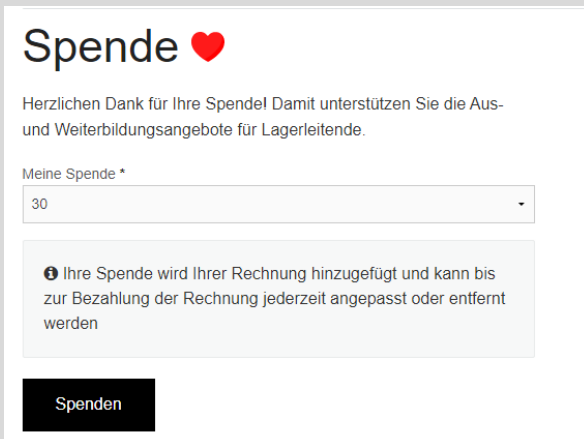 Spende ❤
Herzlichen Dank für Ihre Spende! Damit unterstützen Sie die Aus-
und Weiterbildungsangebote für Lagerleitende.
Meine Spende *
30
Ihre Spende wird Ihrer Rechnung hinzugefügt und kann bis
zur Bezahlung der Rechnung jederzeit angepasst oder entfernt
werden
Spenden